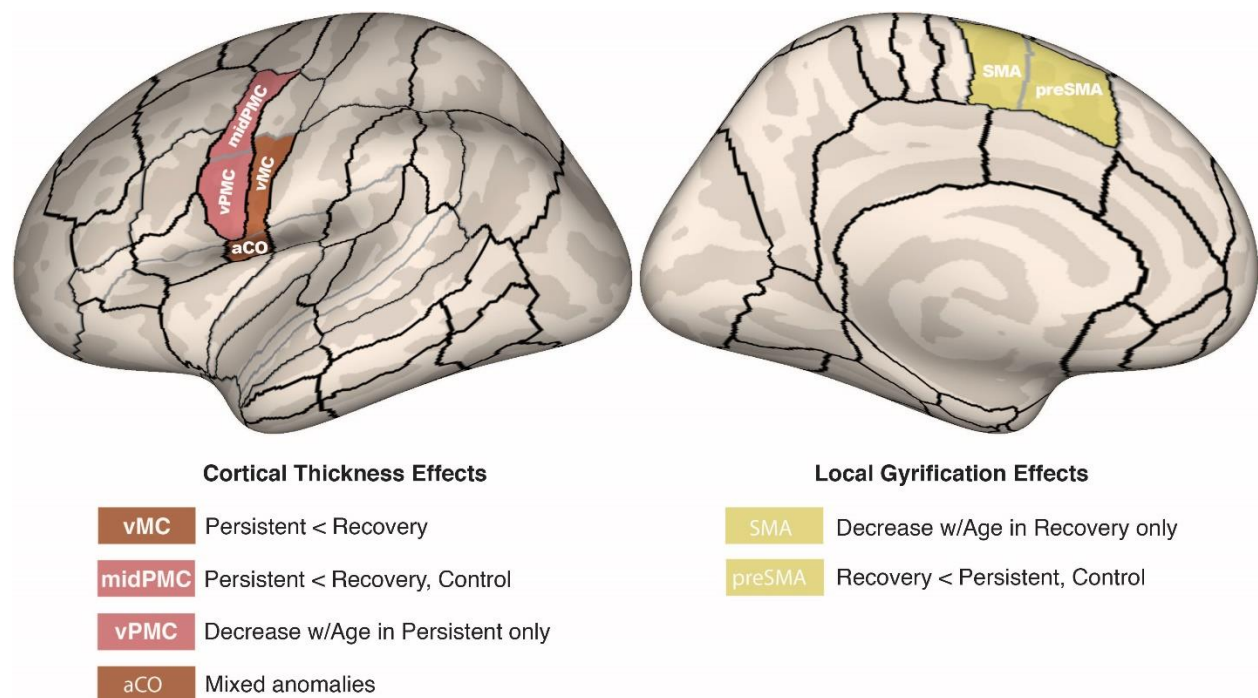 midPMC
vPMC
vMC
aCO
SMA
preSMA
Cortical Thickness Effects
vMC Persistent < Recovery
midPMC Persistent < Recovery, Control
vPMC Decrease w/Age in Persistent only
aCO Mixed anomalies
Local Gyrification Effects
SMA Decrease w/Age in Recovery only
preSMA Recovery < Persistent, Control